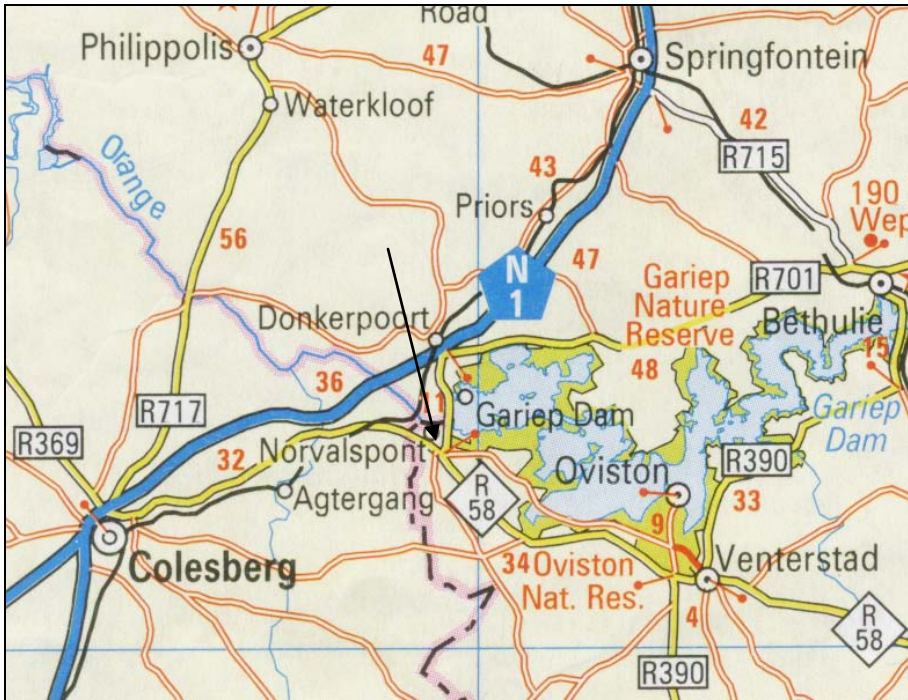 Road
Philippolis
47
Springfontein
Waterkloof
42
R715
Orange
43
190
Wep
Priors
56
47
N
1
Gariep
Nature
Reserve
R701
Bethulie
Donkerpoort
48
15
36
Gariep Dam
Gariep
Dam
R717
R369
32
Norvalspont
Agtergang
R
58
Oviston
R390
33
9
Colesberg
34
Oviston
Nat. Res.
Venterstad
4
R
58
R390